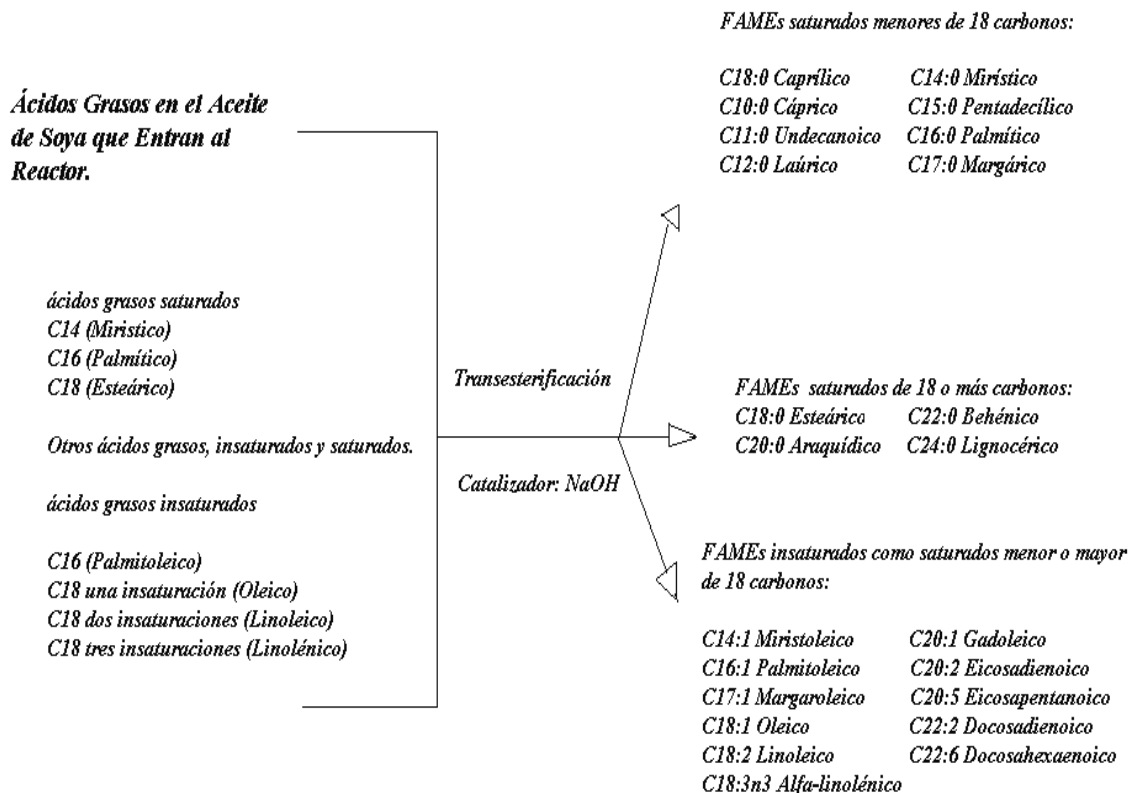 Ácidos Grasos en el Aceite
de Soya que Entran al
Reactor.
ácidos grasos saturados
C14 (Miristico)
C16 (Palmítico)
C18 (Esteárico)
Otros ácidos grasos, insaturados y saturados.
ácidos grasos insaturados
C16 (Palmitoleico)
C18 una insaturación (Oleico)
C18 dos insaturaciones (Linoleico)
C18 tres insaturaciones (Linolénico)
Transesterificación
Catalizador: NaOH
FAMEs saturados menores de 18 carbonos:
C18:0 Caprílico C14:0 Mirístico
C10:0 Cáprico C15:0 Pentadecílico
C11:0 Undecanoico C16:0 Palmítico
C12:0 Laúrico C17:0 Margárico
FAMEs saturados de 18 o más carbonos:
C18:0 Esteárico C22:0 Behénico
C20:0 Araquídico C24:0 Lignocérico
FAMEs insaturados como saturados menor o mayor
de 18 carbonos:
C14:1 Miristoleico C20:1 Gadoleico
C16:1 Palmitoleico C20:2 Eicosadienoico
C17:1 Margaroleico C20:5 Eicosapentanoico
C18:1 Oleico C22:2 Docosadienoico
C18:2 Linoleico C22:6 Docosahexaenoico
C18:3n3 Alfa-linolénico